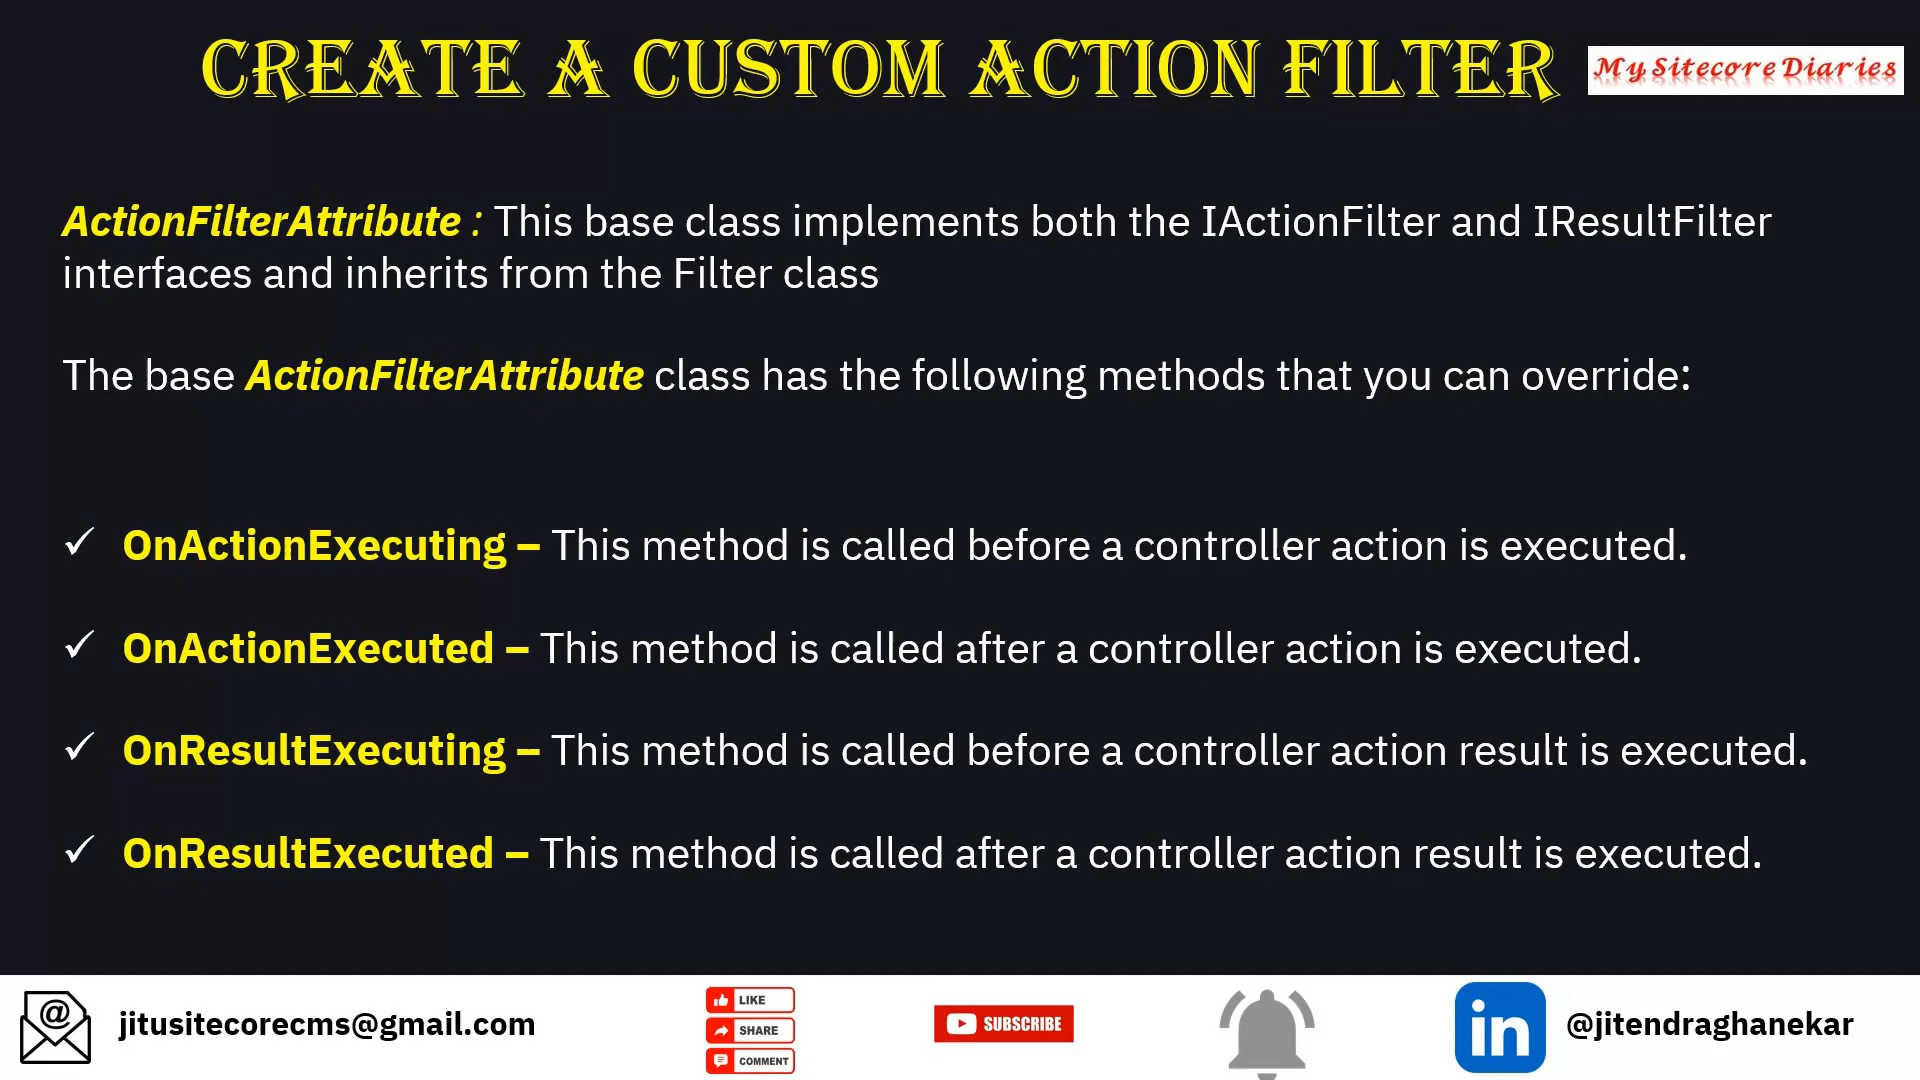 CREATE A CUSTOM ACTION FILTER
My Sitecore Diaries
ActionFilterAttribute : This base class implements both the IActionFilter and IResultFilter
interfaces and inherits from the Filter class
The base ActionFilterAttribute class has the following methods that you can override:
✓ OnActionExecuting – This method is called before a controller action is executed.
✓ OnActionExecuted – This method is called after a controller action is executed.
✓ OnResultExecuting – This method is called before a controller action result is executed.
✓ OnResultExecuted – This method is called after a controller action result is executed.
@
jitusitecorecms@gmail.com
LIKE
SHARE
COMMENT
SUBSCRIBE
in
@jitendraghanekar